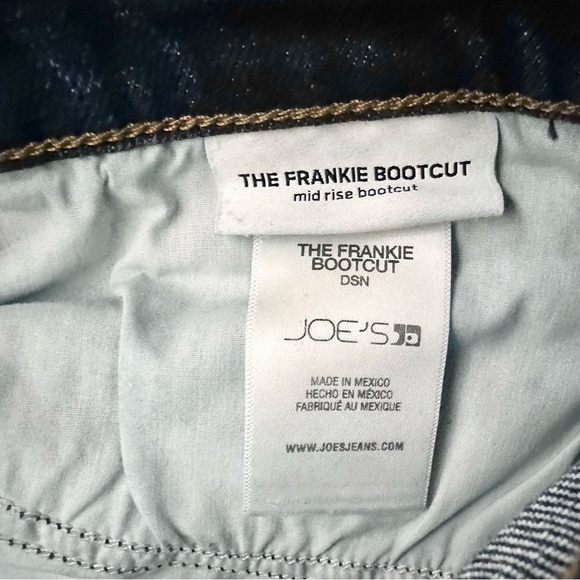 THE FRANKIE BOOTCUT
mid rise bootcut
THE FRANKIE
BOOTCUT
DSN
JOE'S
MADE IN MEXICO
HECHO EN MÉXICO
FABRIQUÉ AU MEXIQUE
WWW.JOESJEANS.COM